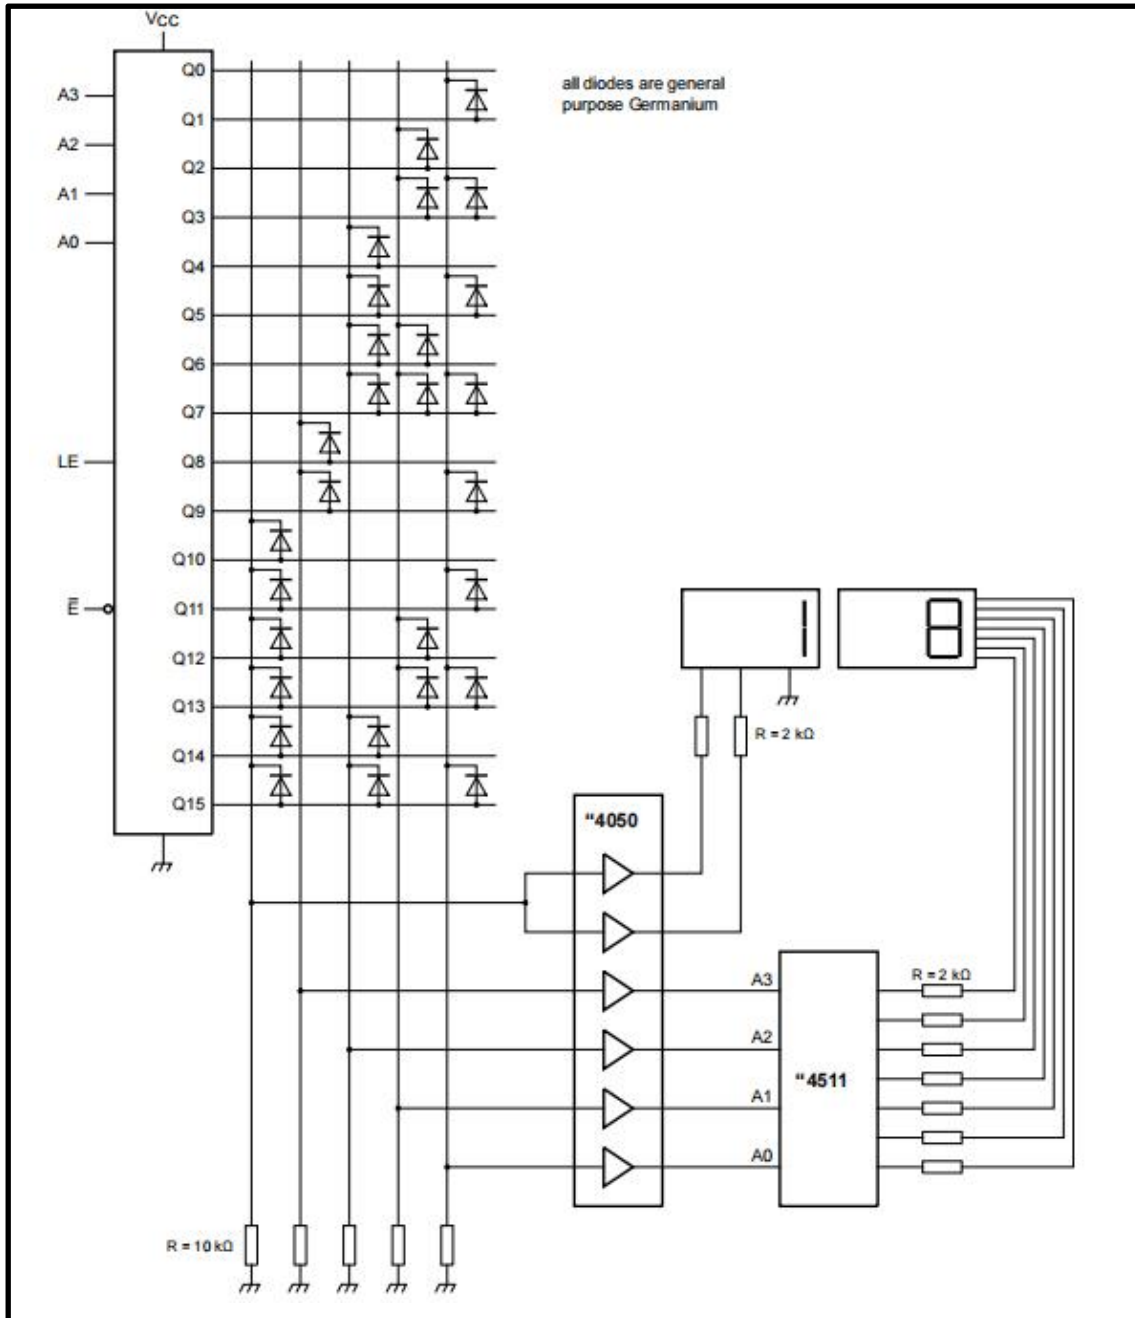 VCC
Q0
all diodes are general
purpose Germanium
A3
Q1
A2
Q2
A1
Q3
A0
Q4
Q5
Q6
Q7
LE
Q8
Q9
Q10
E̅
Q11
Q12
Q13
R = 2 kΩ
Q14
Q15
"4050
A3
R = 2 kΩ
A2
"4511
A1
A0
R = 10 kΩ